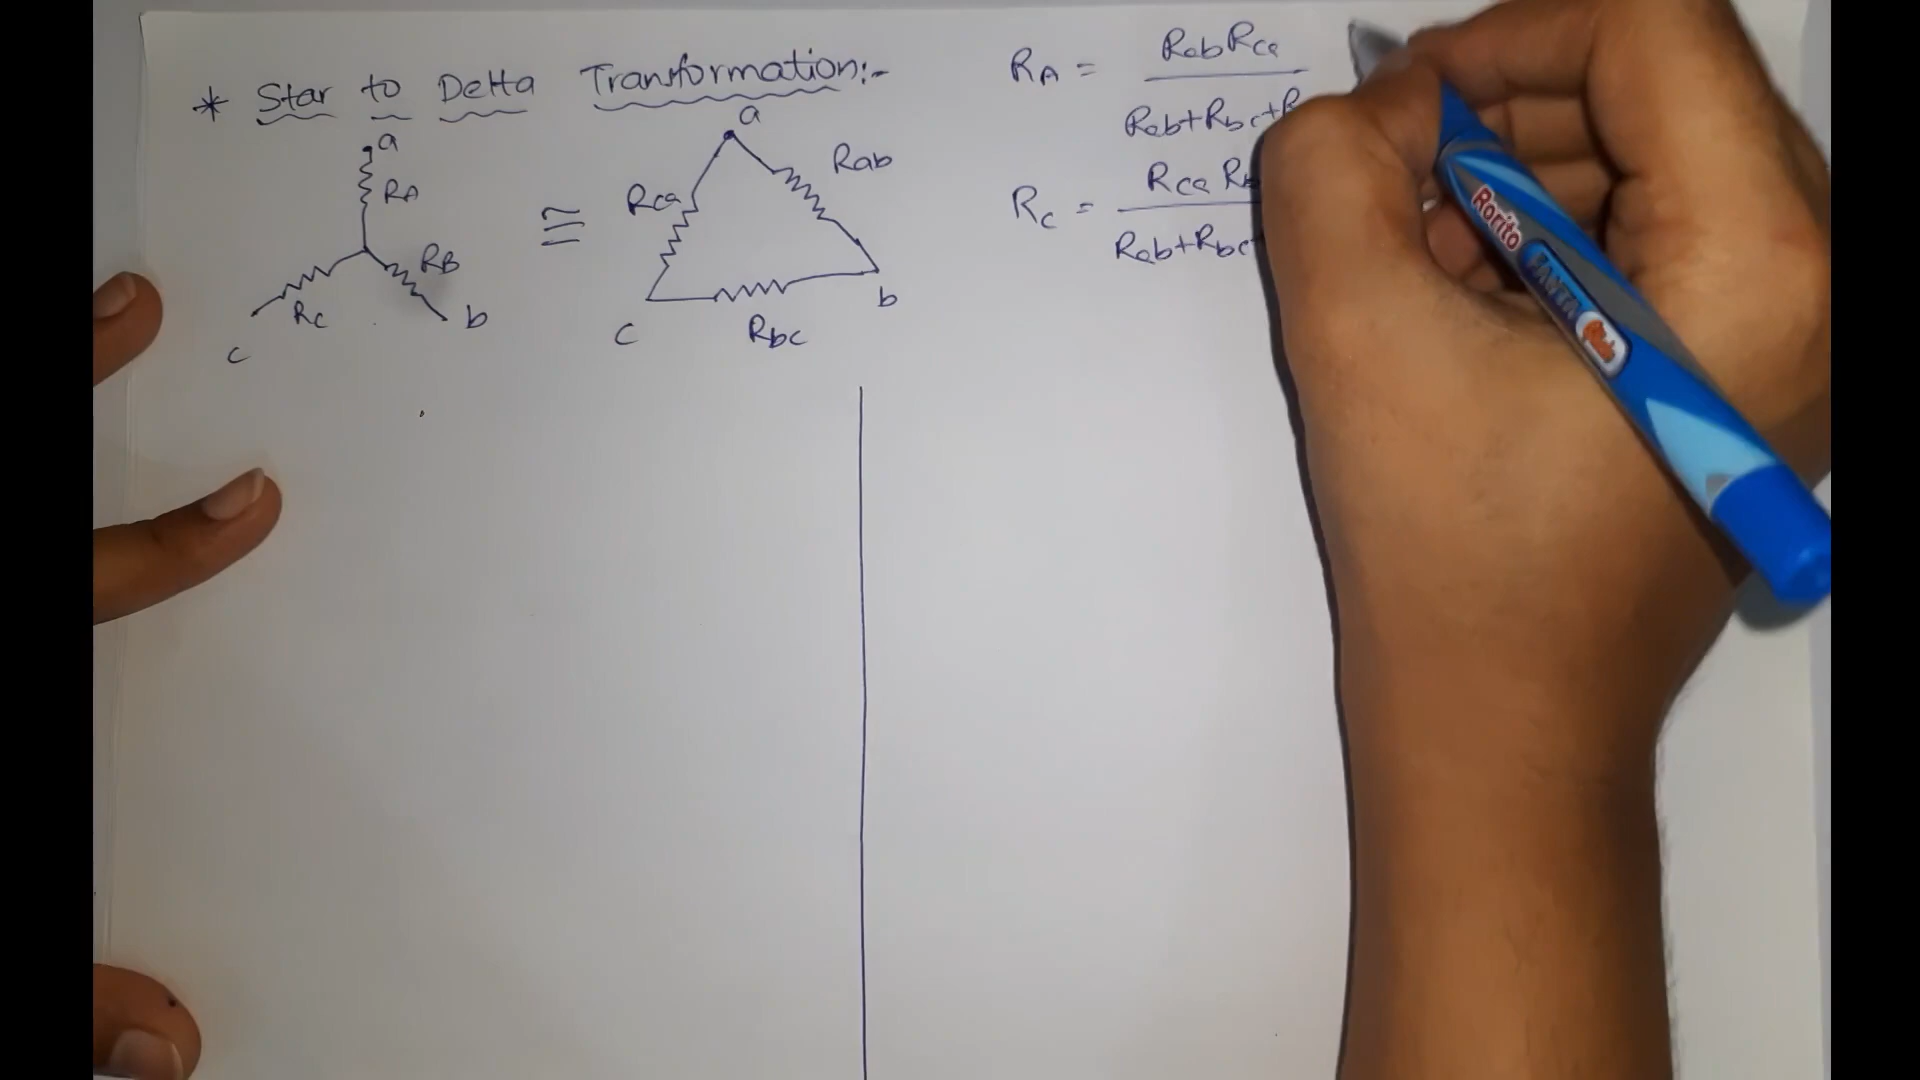 * Star to Delta Transformation:-
a
RA
RB
Rc
b
c
≅
a
Rab
Rca
b
c
Rbc
RA = RabRca
Rab+Rbc+R
Rc = Rca R
Rab+Rbc
Rorito